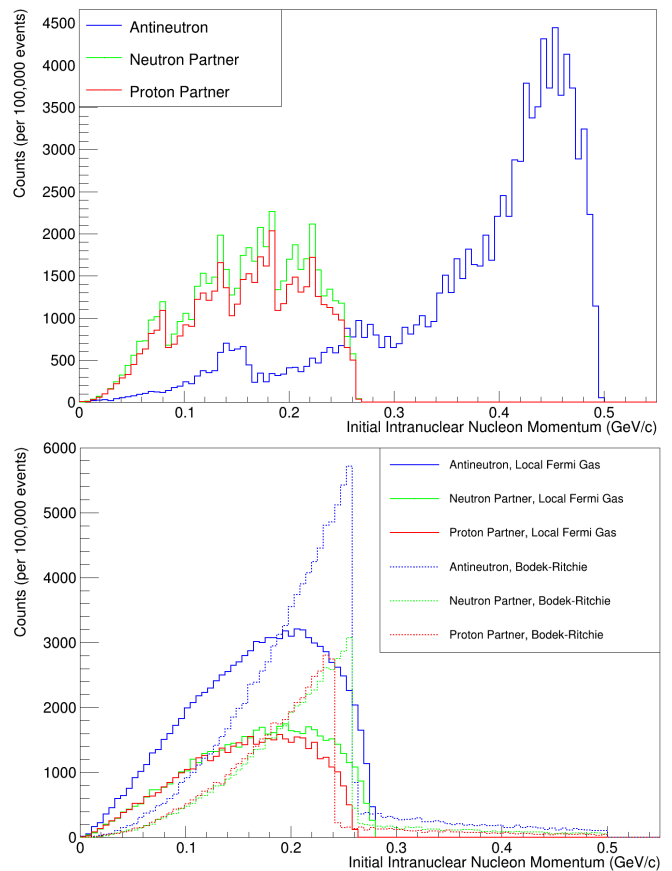 Counts (per 100,000 events)
4500
4000
3500
3000
2500
2000
1500
1000
500
0
Antineutron
Neutron Partner
Proton Partner
0 0.1 0.2 0.3 0.4 0.5
Initial Intranuclear Nucleon Momentum (GeV/c)
Counts (per 100,000 events)
6000
5000
4000
3000
2000
1000
0
Antineutron, Local Fermi Gas
Neutron Partner, Local Fermi Gas
Proton Partner, Local Fermi Gas
Antineutron, Bodek-Ritchie
Neutron Partner, Bodek-Ritchie
Proton Partner, Bodek-Ritchie
0 0.1 0.2 0.3 0.4 0.5
Initial Intranuclear Nucleon Momentum (GeV/c)